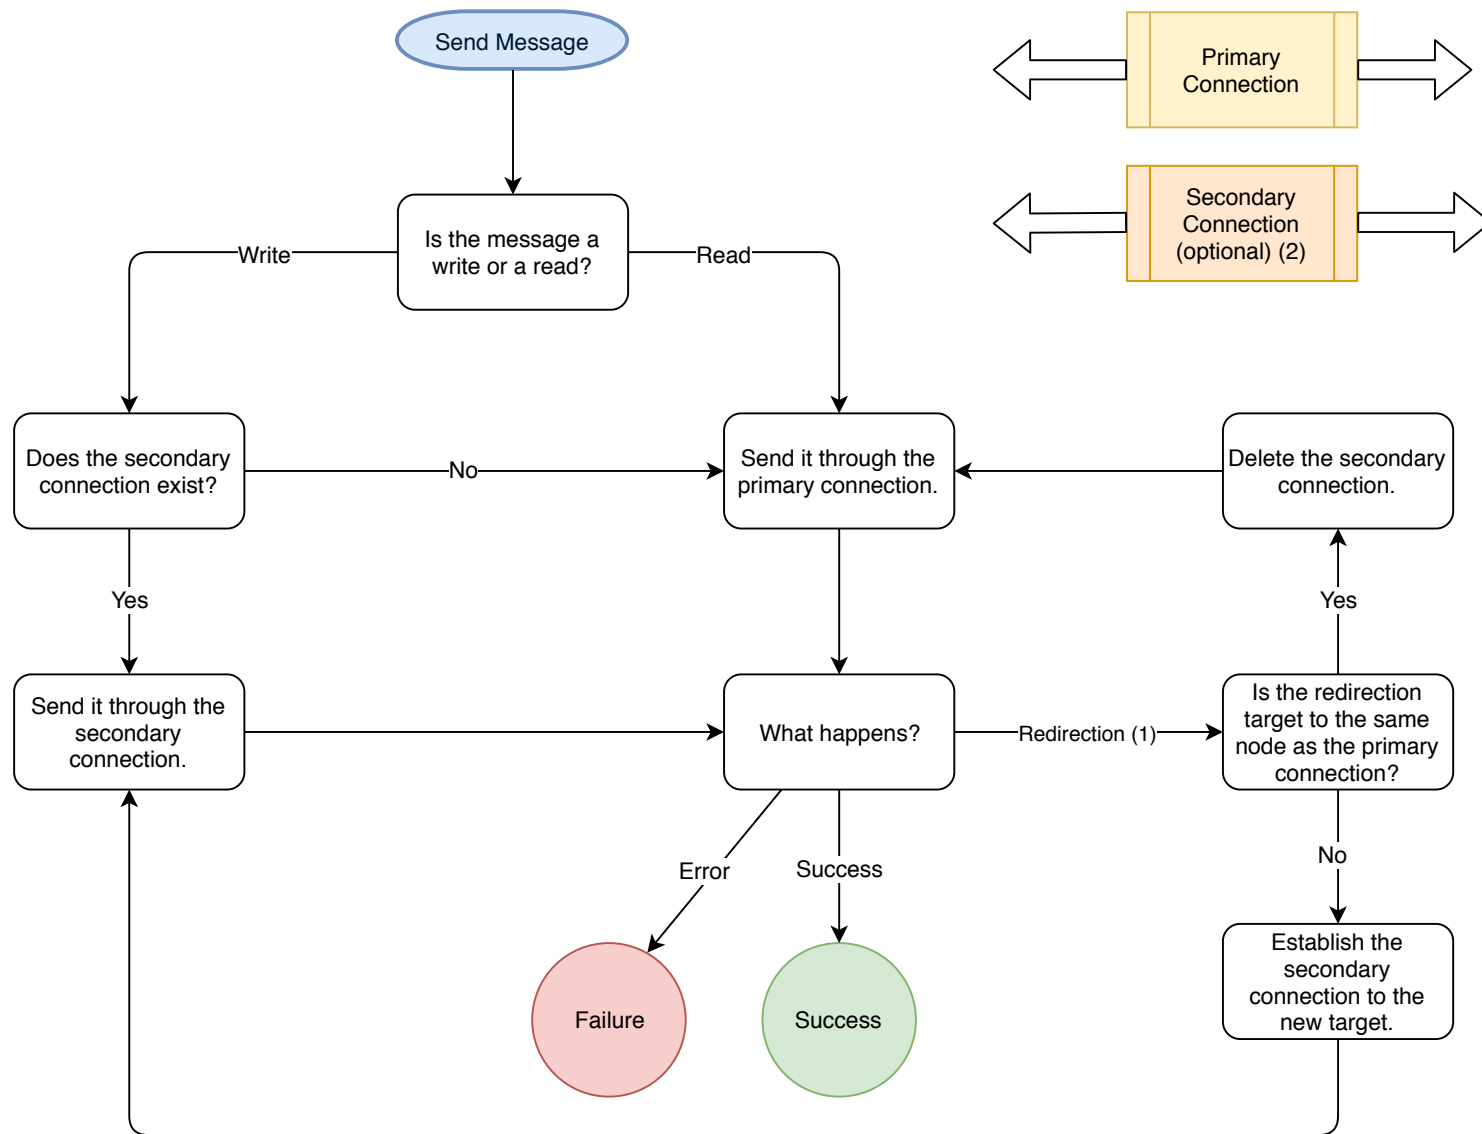 Send Message
Primary
Connection
Secondary
Connection
(optional) (2)
Is the message a
write or a read?
Write
Read
Does the secondary
connection exist?
No
Send it through the
primary connection.
Delete the secondary
connection.
Yes
Yes
Send it through the
secondary
connection.
What happens?
Redirection (1)
Is the redirection
target to the same
node as the primary
connection?
Error
Success
No
Failure
Success
Establish the
secondary
connection to the
new target.